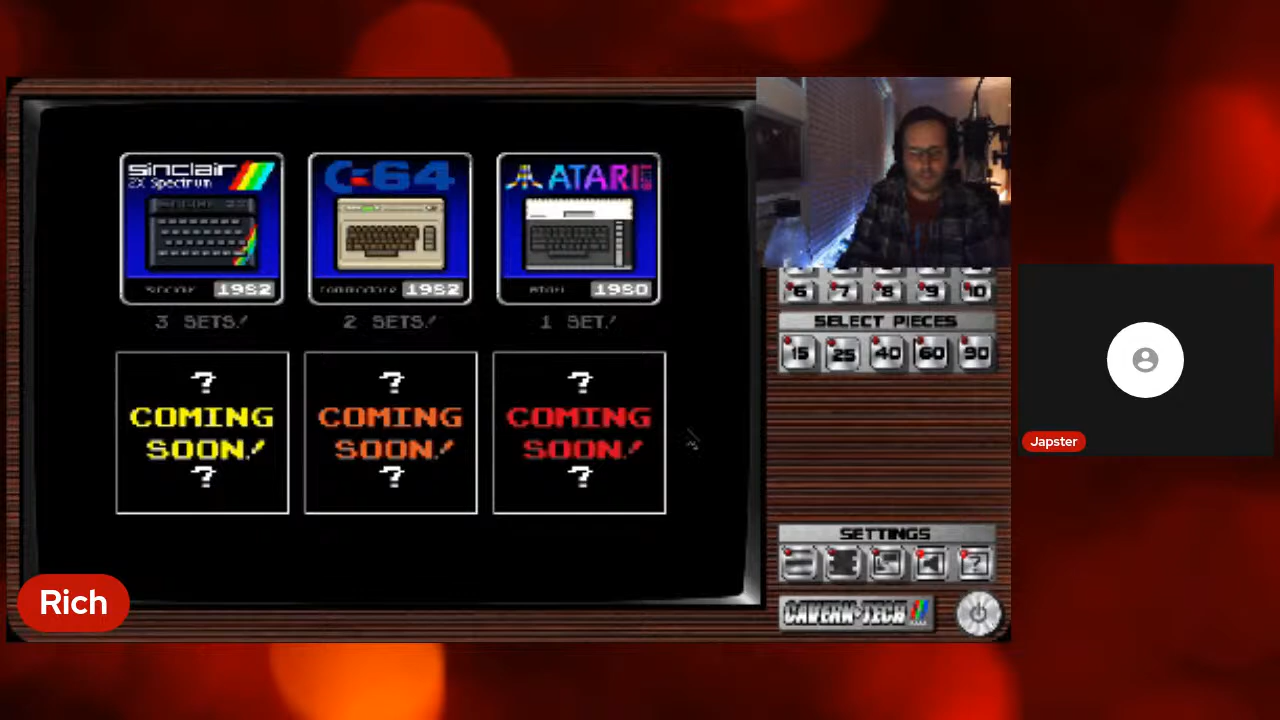 sinclair
ZX Spectrum
C=64
ATARI
sinclair 1982
commodore 1982
atari 1980
3 SETS!
2 SETS!
1 SET!
?
COMING
SOON!
?
?
COMING
SOON!
?
?
COMING
SOON!
?
6 7 8 9 10
SELECT PIECES
15 25 40 60 90
SETTINGS
?
CAVERN-TECH
Rich
Japster